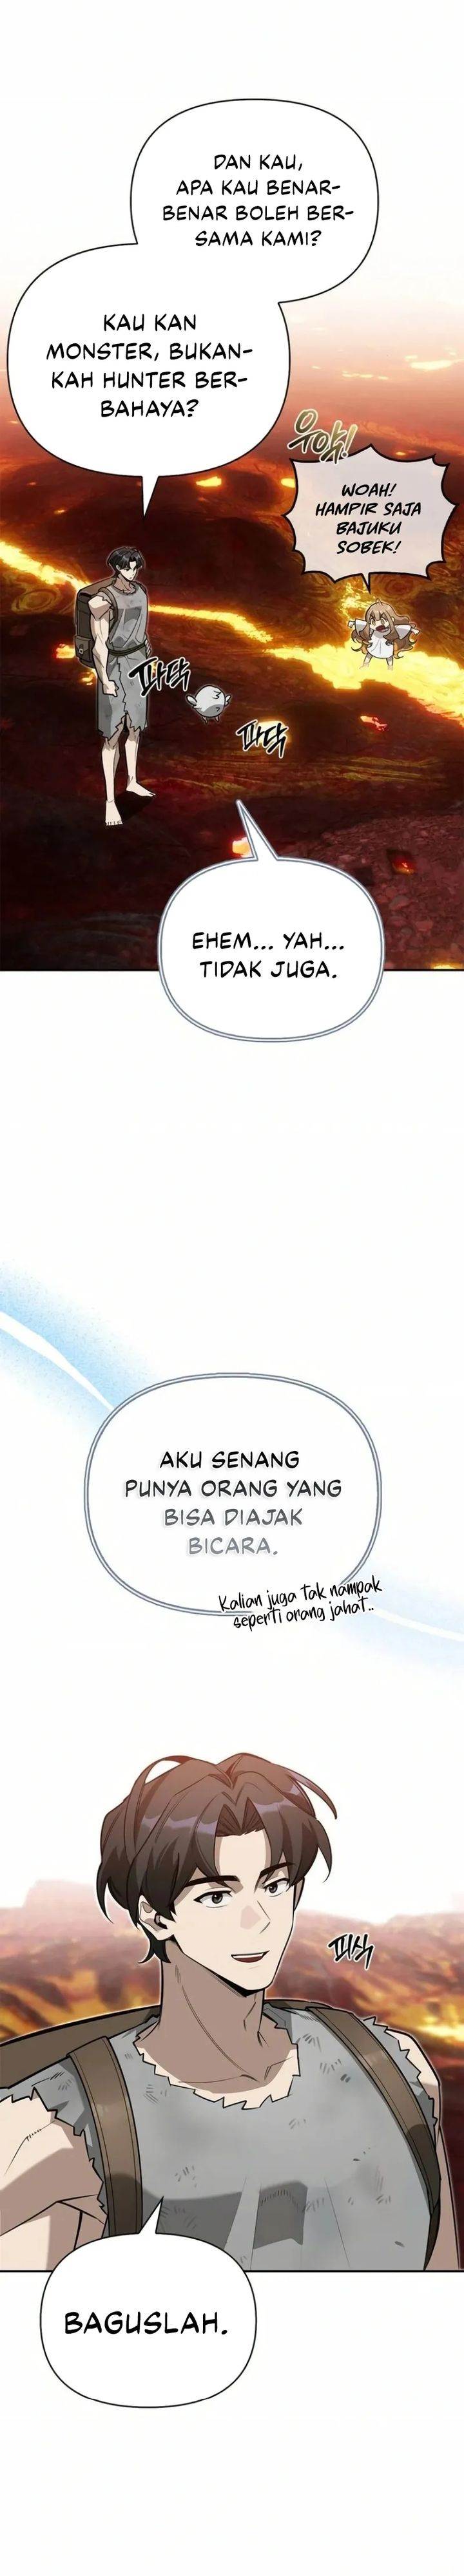 DAN KAU,
APA KAU BENAR-
BENAR BOLEH BER-
SAMA KAMI?
KAU KAN
MONSTER, BUKAN-
KAH HUNTER BER-
BAHAYA?
우악!
WOAH!
HAMPIR SAJA
BAJUKU
SOBEK!
파닥
파닥
EHEM... YAH...
TIDAK JUGA.
AKU SENANG
PUNYA ORANG YANG
BISA DIAJAK
BICARA.
Kalian juga tak nampak
seperti orang jahat..
피식
BAGUSLAH.